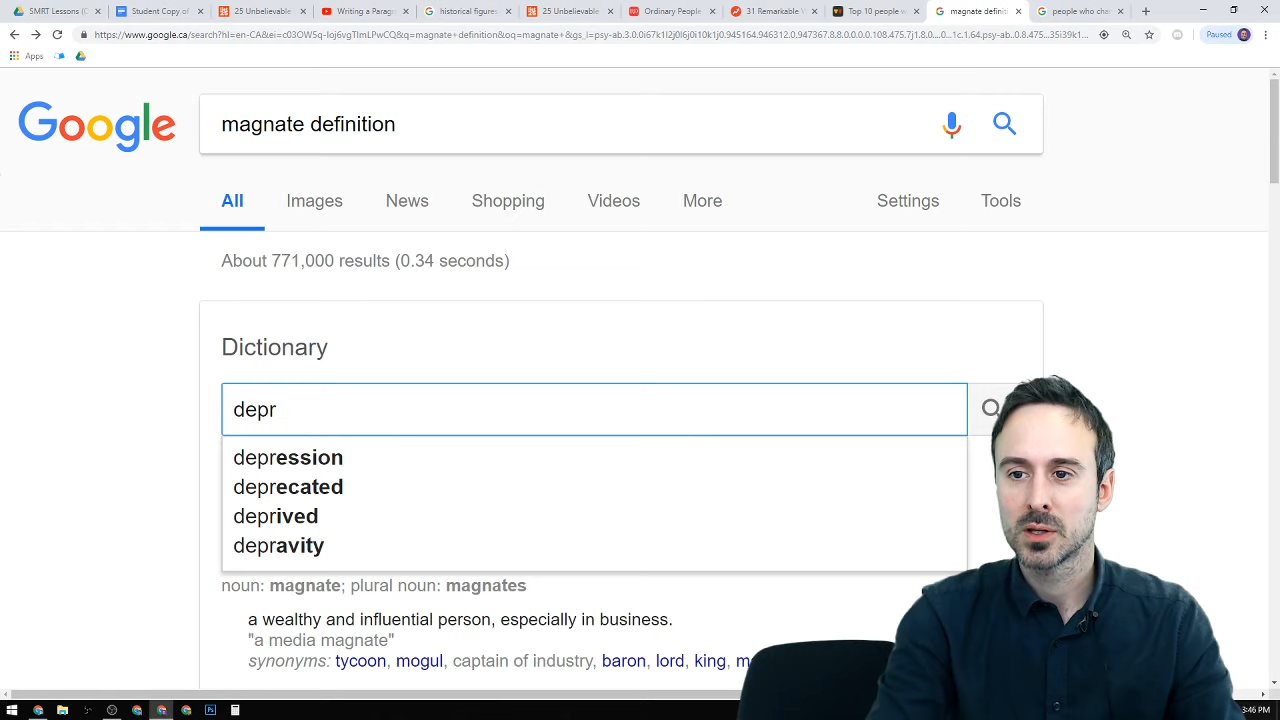 SMRT Lessons (C
Student Copy of
25 Unbelievable
Writing a Parag
historical figures
25 Unbelievable
Ordinary People
31 Remarkable
Top 10 people
magnate definit
people who cha
Paused
Apps
Google
magnate definition
All Images News Shopping Videos More Settings Tools
About 771,000 results (0.34 seconds)
Dictionary
depr
depression
deprecated
deprived
depravity
noun: magnate; plural noun: magnates
a wealthy and influential person, especially in business.
"a media magnate"
synonyms: tycoon, mogul, captain of industry, baron, lord, king,
3:46 PM